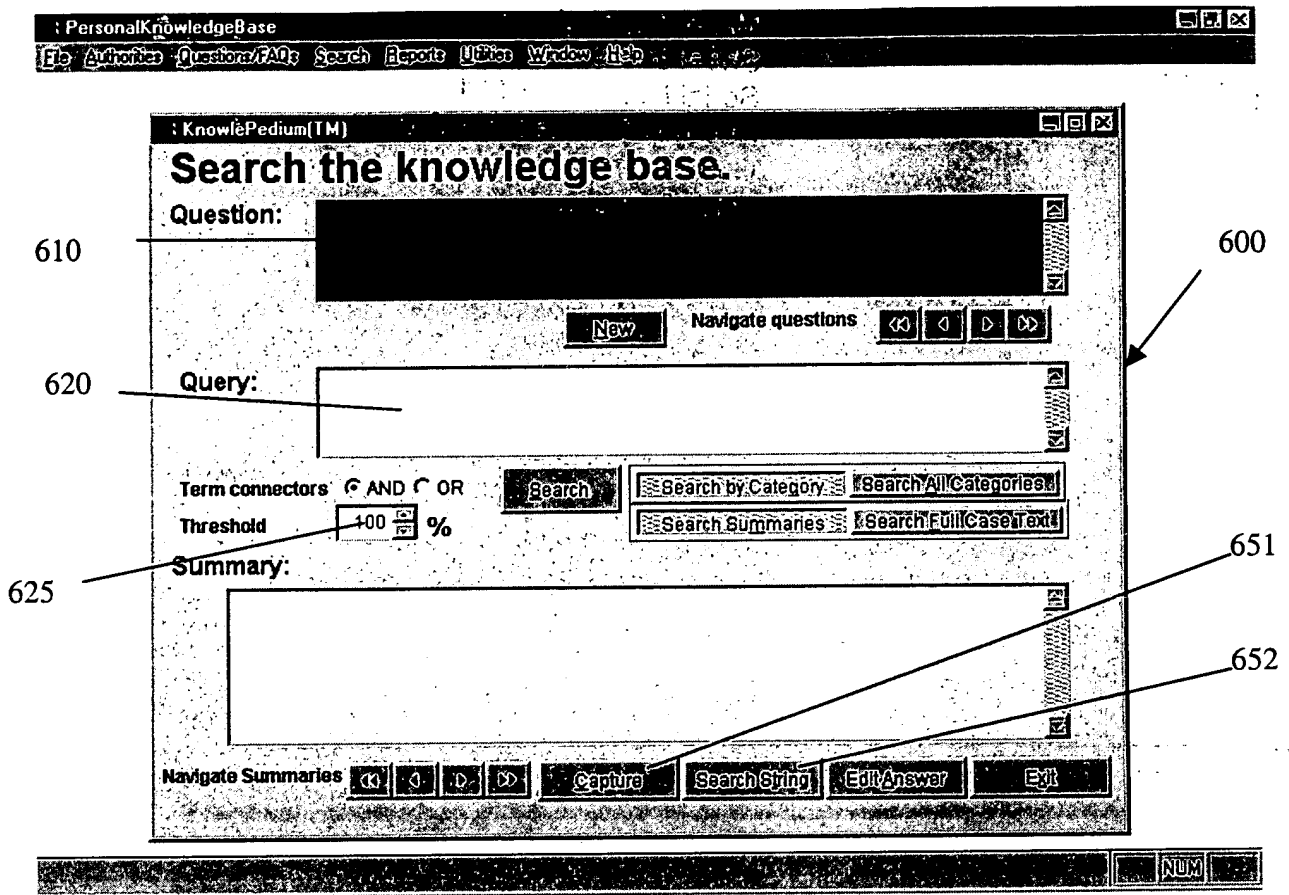 : PersonalKnowledgeBase
File Authorities Questions/FAQs Search Reports Utilities Window Help
: KnowlePedium(TM)
Search the knowledge base.
Question:
610
600
New Navigate questions
620
Query:
Term connectors AND OR Search Search by Category Search All Categories
Threshold 100 % Search Summaries Search Full Case Text
651
Summary:
625
652
Navigate Summaries Capture Search String Edit Answer Exit
NUM